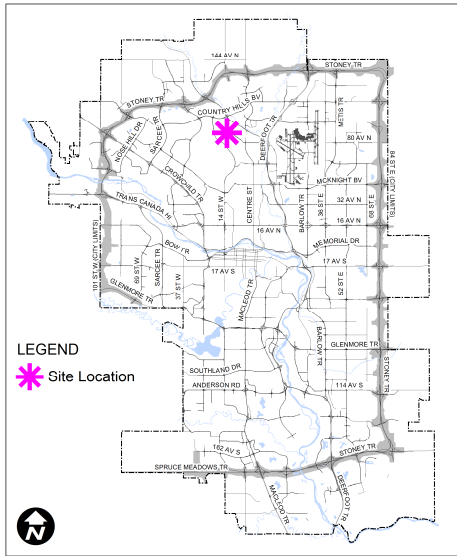 144 AV N
STONEY TR
STONEY TR
COUNTRY HILLS BV
METIS TR
NOSE HILL DR
SARCEE TR
DEERFOOT TR
80 AV N
84 ST E (CITY LIMITS)
CROWCHILD TR
MCKNIGHT BV
TRANS CANADA HI
14 ST W
CENTRE ST
BARLOW TR
36 ST E
32 AV N
68 ST E
16 AV N
16 AV N
101 ST W (CITY LIMITS)
BOW TR
MEMORIAL DR
69 ST W
SARCEE TR
17 AV S
17 AV S
GLENMORE TR
37 ST W
MACLEOD TR
52 ST E
BARLOW TR
GLENMORE TR
STONEY TR
LEGEND
Site Location
SOUTHLAND DR
ANDERSON RD
114 AV S
162 AV S
STONEY TR
SPRUCE MEADOWS TR
MACLEOD TR
DEERFOOT TR
N